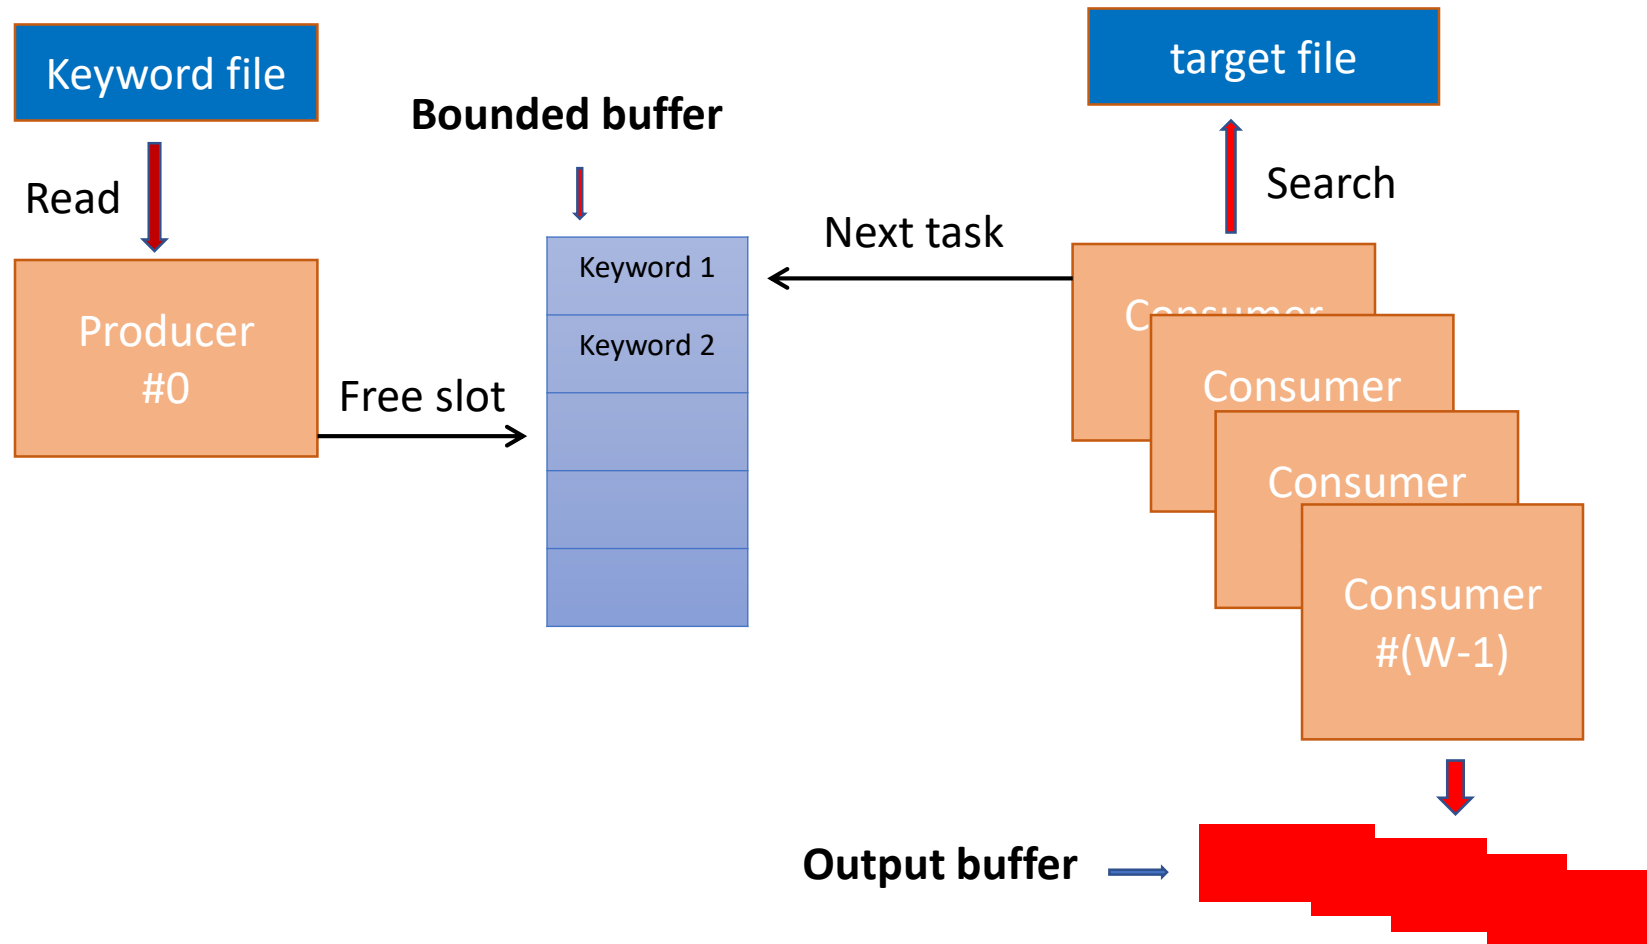 Keyword file
target file
Bounded buffer
Read
Search
Next task
Keyword 1
Keyword 2
Producer
#0
Free slot
Consumer
Consumer
Consumer
Consumer
#(W-1)
Output buffer